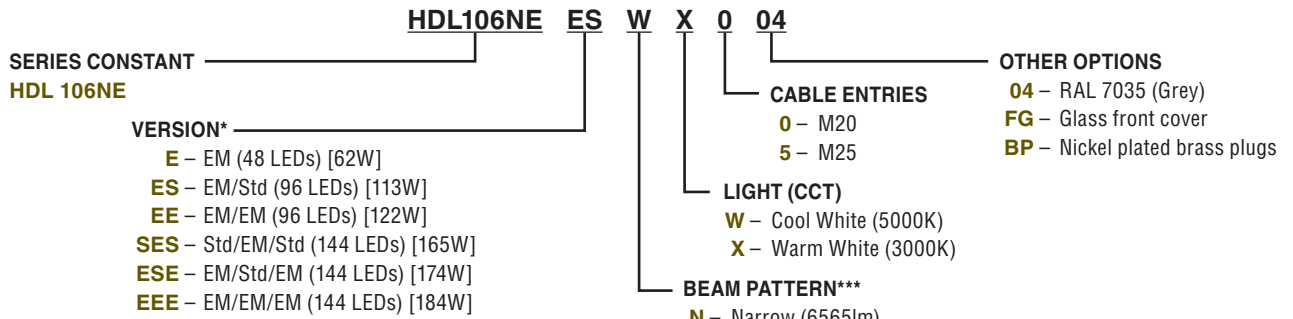 HDL106NE ES W X 0 04
SERIES CONSTANT
HDL 106NE
VERSION*
E – EM (48 LEDs) [62W]
ES – EM/Std (96 LEDs) [113W]
EE – EM/EM (96 LEDs) [122W]
SES – Std/EM/Std (144 LEDs) [165W]
ESE – EM/Std/EM (144 LEDs) [174W]
EEE – EM/EM/EM (144 LEDs) [184W]
OTHER OPTIONS
04 – RAL 7035 (Grey)
FG – Glass front cover
BP – Nickel plated brass plugs
CABLE ENTRIES
0 – M20
5 – M25
LIGHT (CCT)
W – Cool White (5000K)
X – Warm White (3000K)
BEAM PATTERN***
N – Narrow (6565lm)